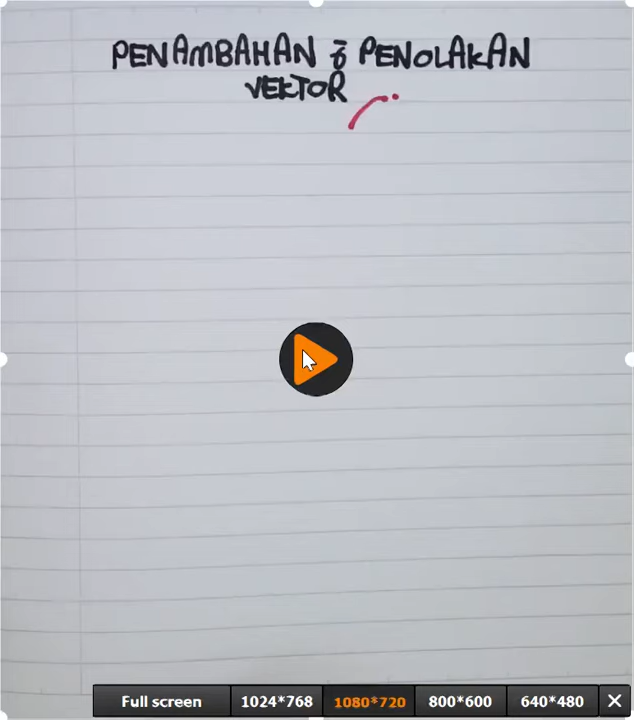 PENAMBAHAN & PENOLAKAN
VEKTOR
Full screen 1024*768 1080*720 800*600 640*480